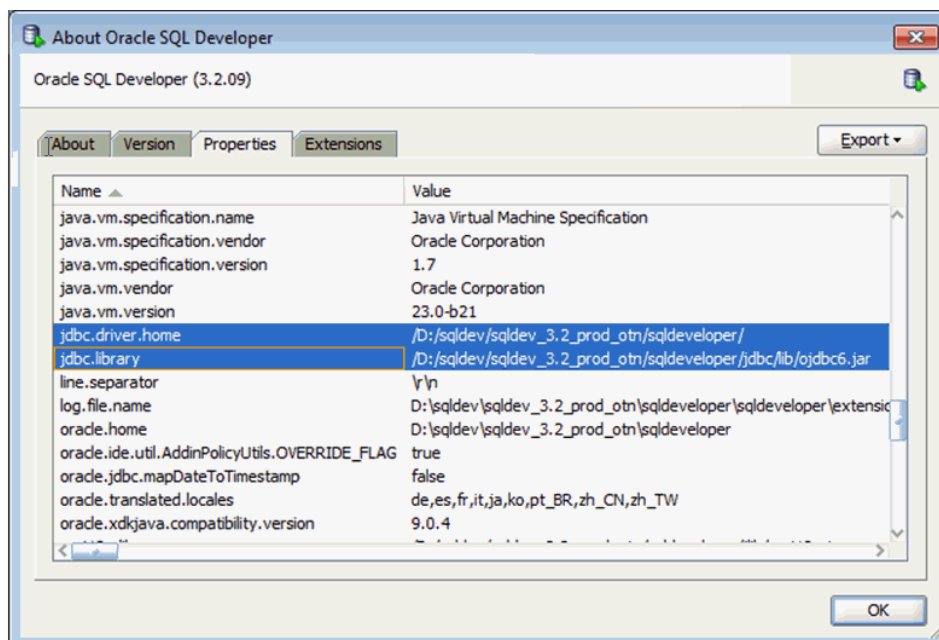 About Oracle SQL Developer
Oracle SQL Developer (3.2.09)
About Version Properties Extensions Export
Name Value
java.vm.specification.name Java Virtual Machine Specification
java.vm.specification.vendor Oracle Corporation
java.vm.specification.version 1.7
java.vm.vendor Oracle Corporation
java.vm.version 23.0-b21
jdbc.driver.home /D:/sqldev/sqldev_3.2_prod_otn/sqldeveloper/
jdbc.library /D:/sqldev/sqldev_3.2_prod_otn/sqldeveloper/jdbc/lib/ojdbc6.jar
line.separator \r\n
log.file.name D:\sqldev\sqldev_3.2_prod_otn\sqldeveloper\sqldeveloper\extensic
oracle.home D:\sqldev\sqldev_3.2_prod_otn\sqldeveloper
oracle.ide.util.AddinPolicyUtils.OVERRIDE_FLAG true
oracle.jdbc.mapDateToTimestamp false
oracle.translated.locales de,es,fr,it,ja,ko,pt_BR,zh_CN,zh_TW
oracle.xdkjava.compatibility.version 9.0.4
OK